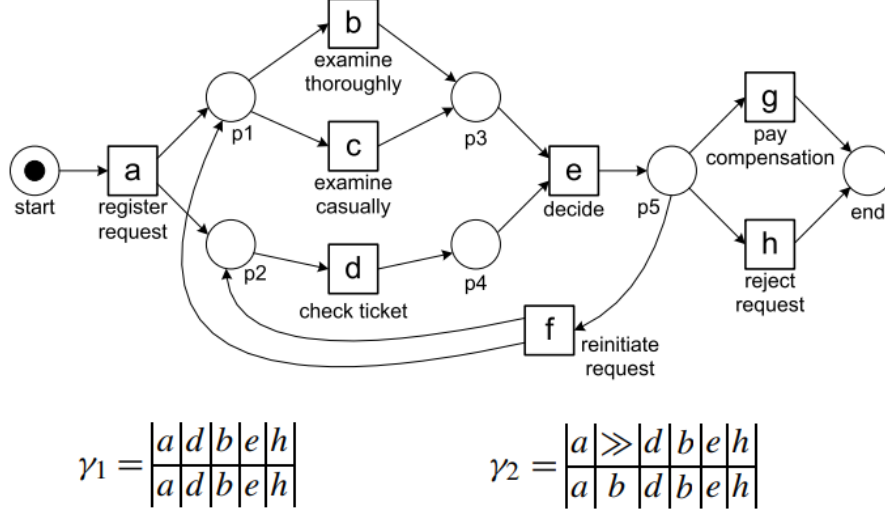 b
examine
thoroughly
g
pay
compensation
p1
p3
c
examine
casually
a
register
request
start
e
decide
p5
end
p2
d
check ticket
p4
h
reject
request
f
reinitiate
request
γ1 = |a|d|b|e|h|
|a|d|b|e|h|
γ2 = |a|≫|d|b|e|h|
|a|b|d|b|e|h|